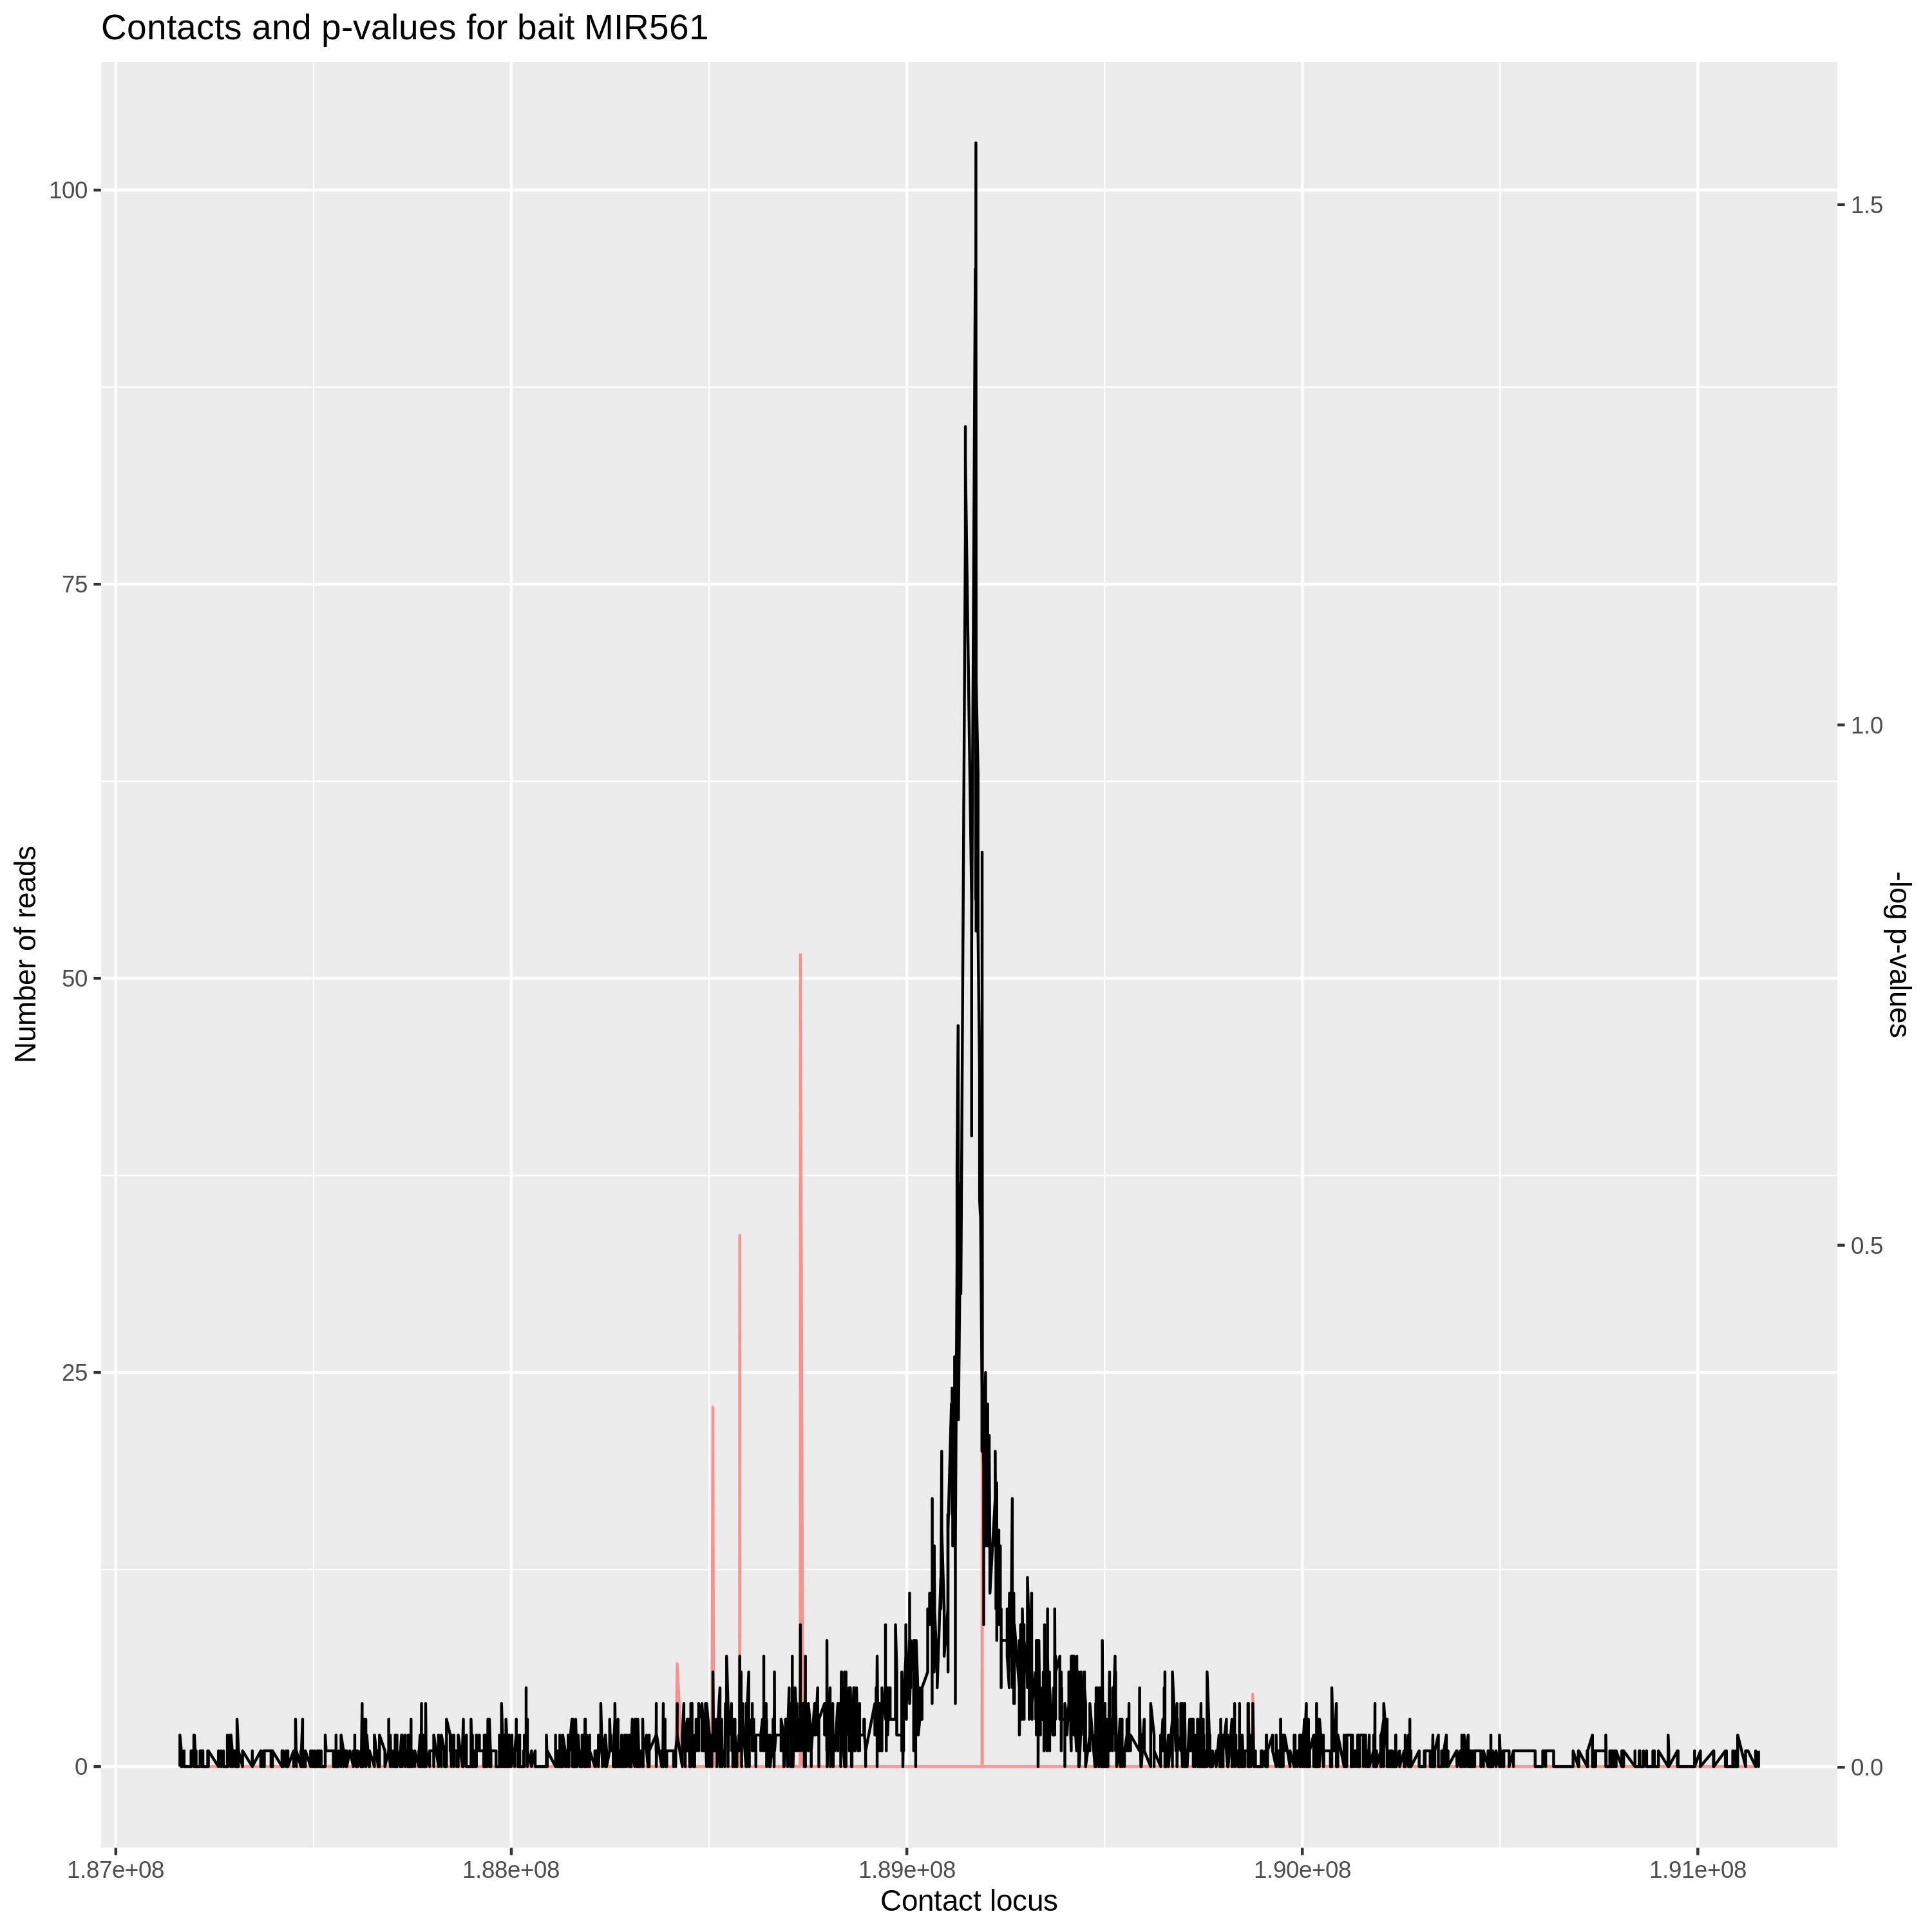 Contacts and p-values for bait MIR561
100
75
50
25
0
Number of reads
1.5
1.0
0.5
0.0
-log p-values
1.87e+08
1.88e+08
1.89e+08
1.90e+08
1.91e+08
Contact locus